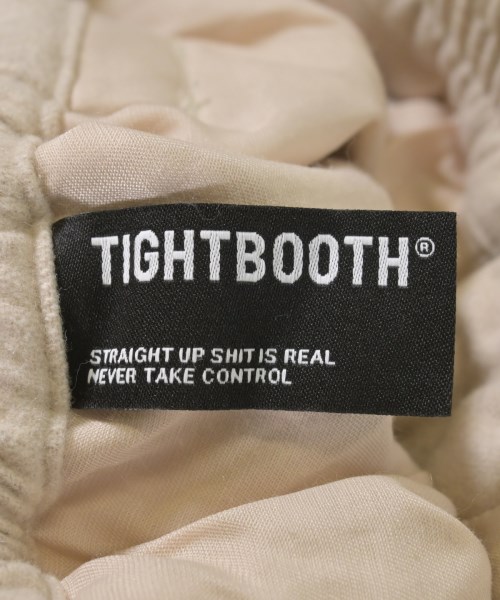 TIGHTBOOTH®
STRAIGHT UP SHIT IS REAL
NEVER TAKE CONTROL